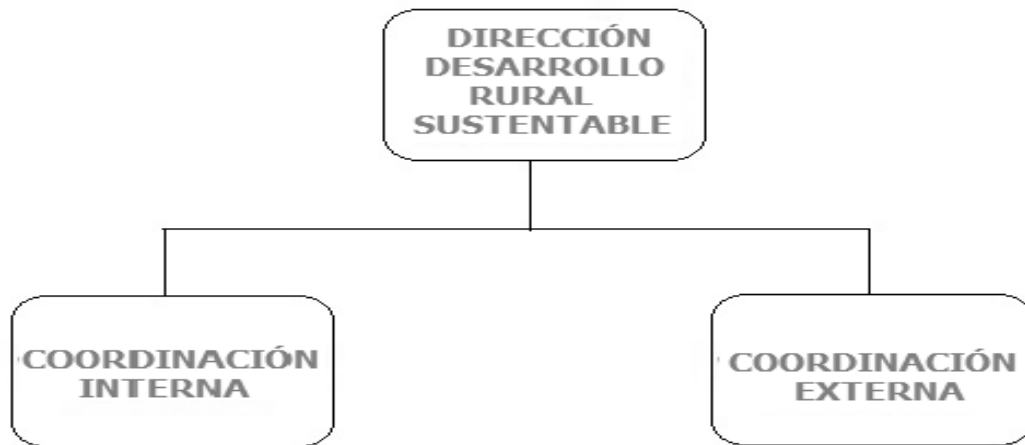 DIRECCIÓN
DESARROLLO
RURAL
SUSTENTABLE
COORDINACIÓN
INTERNA
COORDINACIÓN
EXTERNA